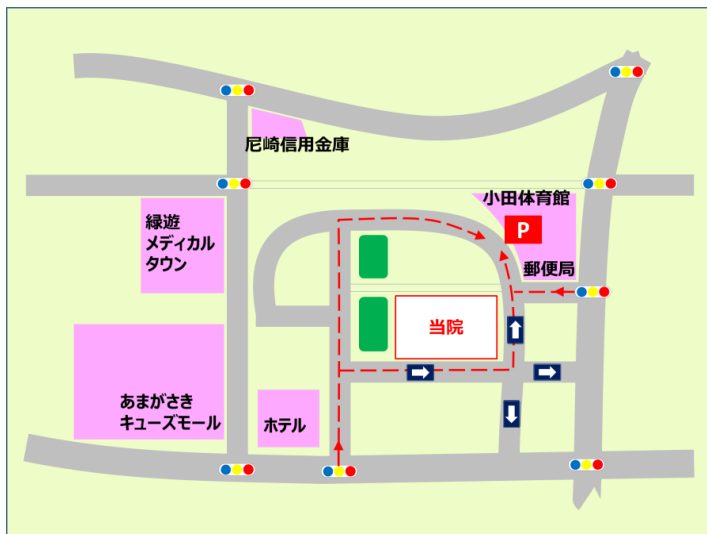 尼崎信用金庫
小田体育館
P
緑遊
メディカル
タウン
郵便局
当院
あまがさき
キューズモール
ホテル